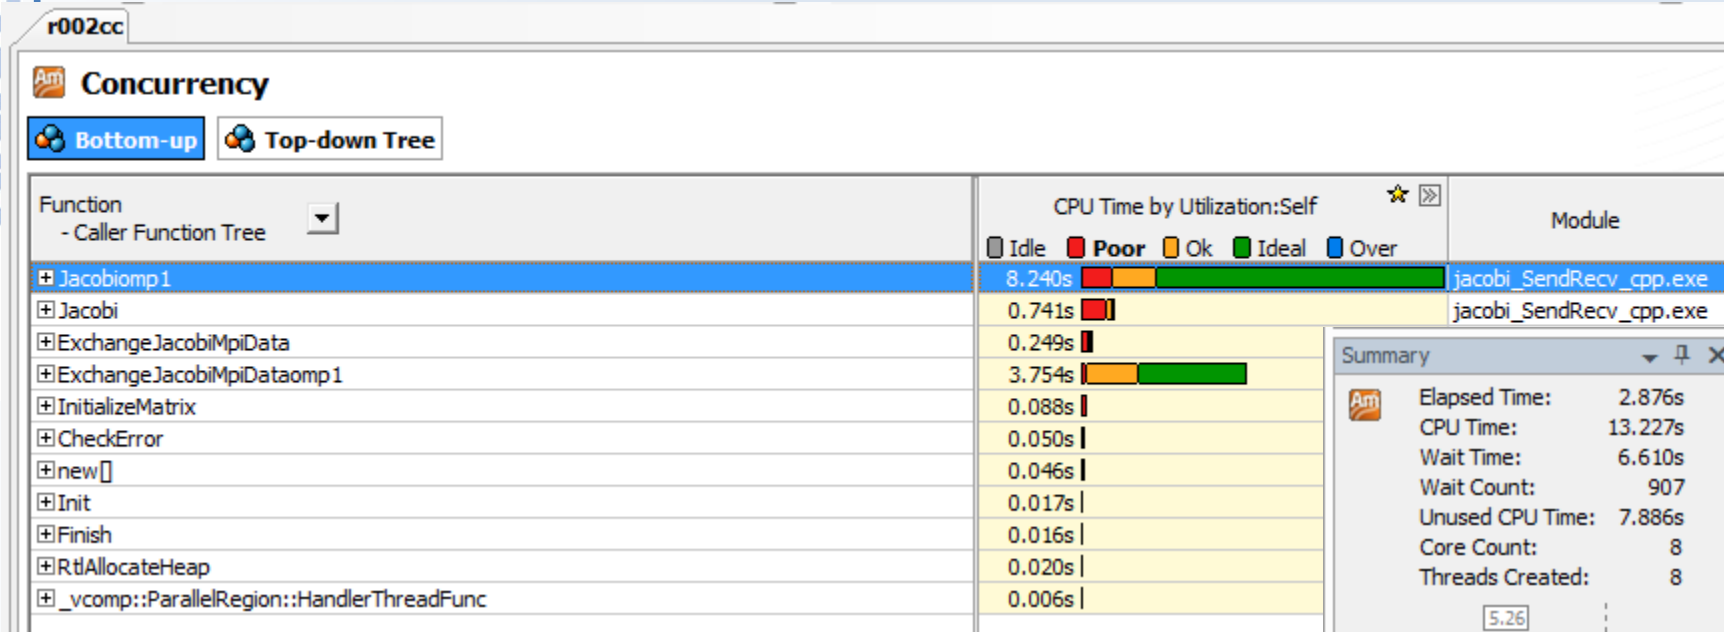 r002cc
Am Concurrency
Bottom-up Top-down Tree
Function
- Caller Function Tree
CPU Time by Utilization:Self
Idle Poor Ok Ideal Over
Module
Jacobiomp1 8.240s jacobi_SendRecv_cpp.exe
Jacobi 0.741s jacobi_SendRecv_cpp.exe
ExchangeJacobiMpiData 0.249s
ExchangeJacobiMpiDataomp1 3.754s
InitializeMatrix 0.088s
CheckError 0.050s
new[] 0.046s
Init 0.017s
Finish 0.016s
RtlAllocateHeap 0.020s
_vcomp::ParallelRegion::HandlerThreadFunc 0.006s
Summary
Am
Elapsed Time: 2.876s
CPU Time: 13.227s
Wait Time: 6.610s
Wait Count: 907
Unused CPU Time: 7.886s
Core Count: 8
Threads Created: 8
5.26